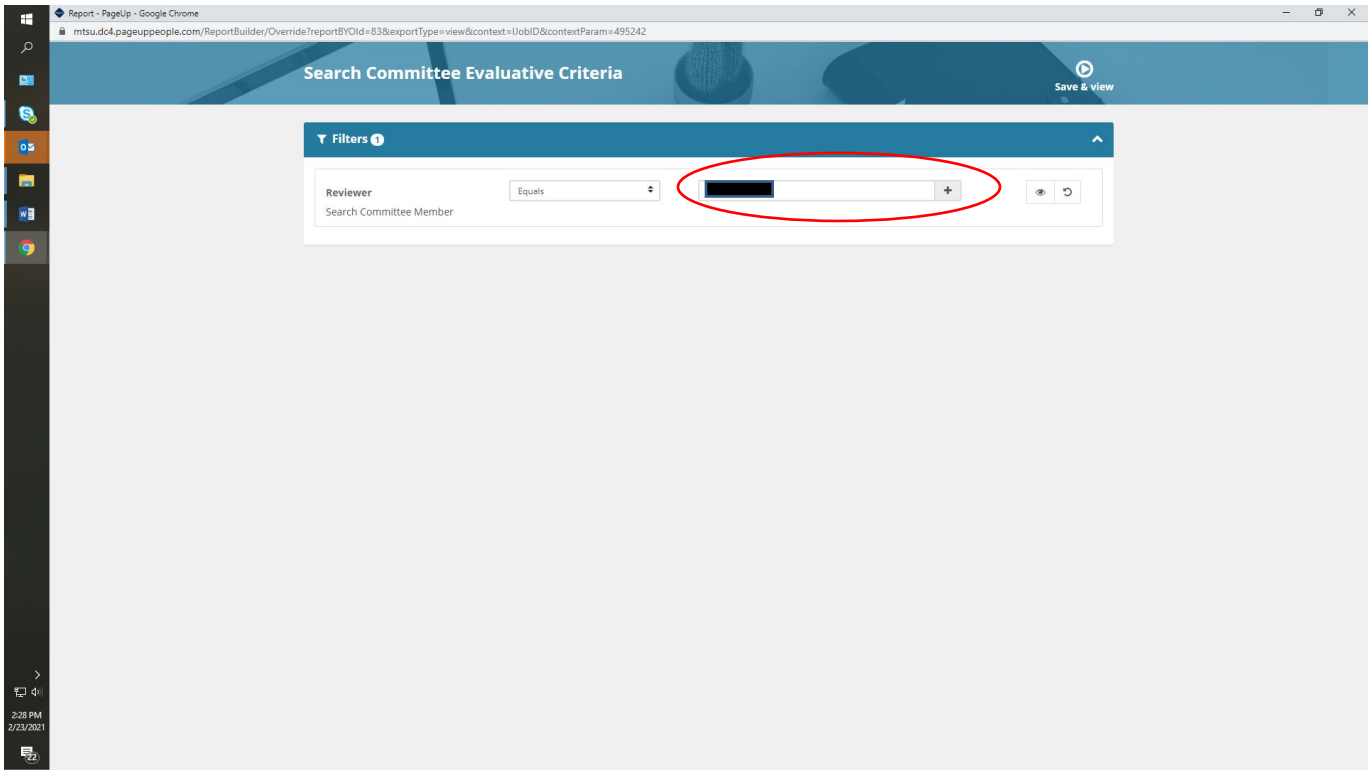 Report - PageUp - Google Chrome
mtsu.dc4.pageuppeople.com/ReportBuilder/Override?reportBYOId=83&exportType=view&context=UobID&contextParam=495242
Search Committee Evaluative Criteria
Save & view
Filters 1
Reviewer
Equals
Search Committee Member
2:28 PM
2/23/2021
22